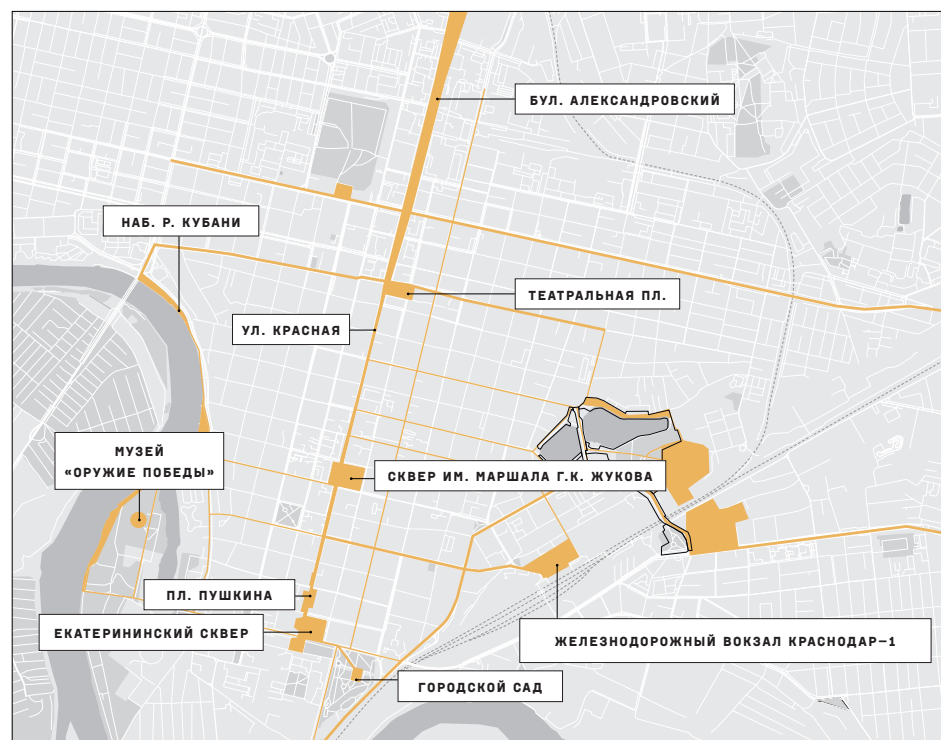 БУЛ. АЛЕКСАНДРОВСКИЙ
НАБ. Р. КУБАНИ
ТЕАТРАЛЬНАЯ ПЛ.
УЛ. КРАСНАЯ
МУЗЕЙ
«ОРУЖИЕ ПОБЕДЫ»
СКВЕР ИМ. МАРШАЛА Г.К. ЖУКОВА
ПЛ. ПУШКИНА
ЕКАТЕРИНИНСКИЙ СКВЕР
ЖЕЛЕЗНОДОРОЖНЫЙ ВОКЗАЛ КРАСНОДАР–1
ГОРОДСКОЙ САД